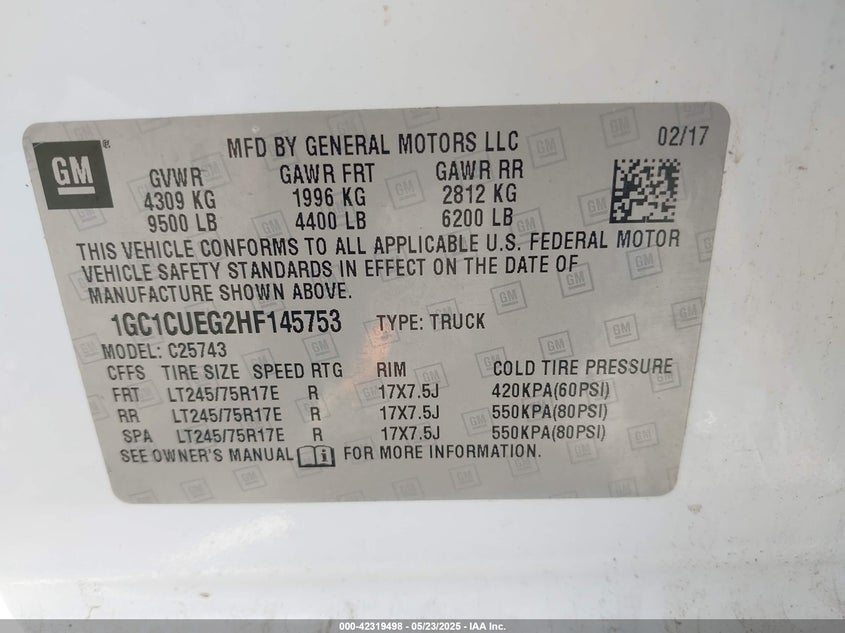 GM
MFD BY GENERAL MOTORS LLC 02/17
GVWR GAWR FRT GAWR RR
4309 KG 1996 KG 2812 KG
9500 LB 4400 LB 6200 LB
THIS VEHICLE CONFORMS TO ALL APPLICABLE U.S. FEDERAL MOTOR
VEHICLE SAFETY STANDARDS IN EFFECT ON THE DATE OF
MANUFACTURE SHOWN ABOVE.
1GC1CUEG2HF145753 TYPE: TRUCK
MODEL: C25743
CFFS TIRE SIZE SPEED RTG RIM COLD TIRE PRESSURE
FRT LT245/75R17E R 17X7.5J 420KPA(60PSI)
RR LT245/75R17E R 17X7.5J 550KPA(80PSI)
SPA LT245/75R17E R 17X7.5J 550KPA(80PSI)
SEE OWNER'S MANUAL FOR MORE INFORMATION.
000-42319498 - 05/23/2025 - IAA Inc.